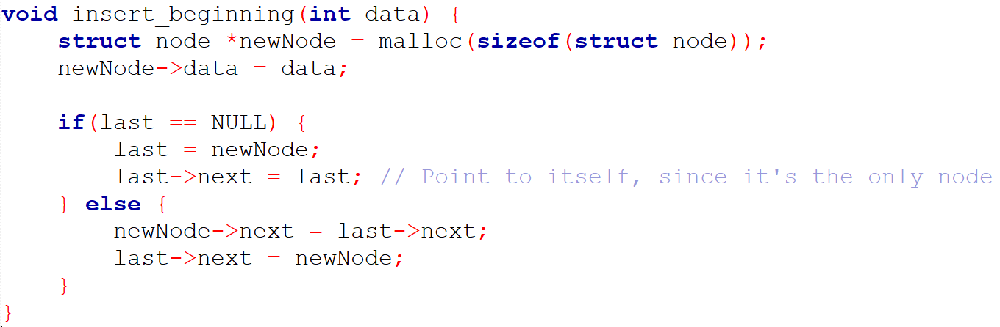 void insert_beginning(int data) {
    struct node *newNode = malloc(sizeof(struct node));
    newNode->data = data;

    if(last == NULL) {
        last = newNode;
        last->next = last; // Point to itself, since it's the only node
    } else {
        newNode->next = last->next;
        last->next = newNode;
    }
}